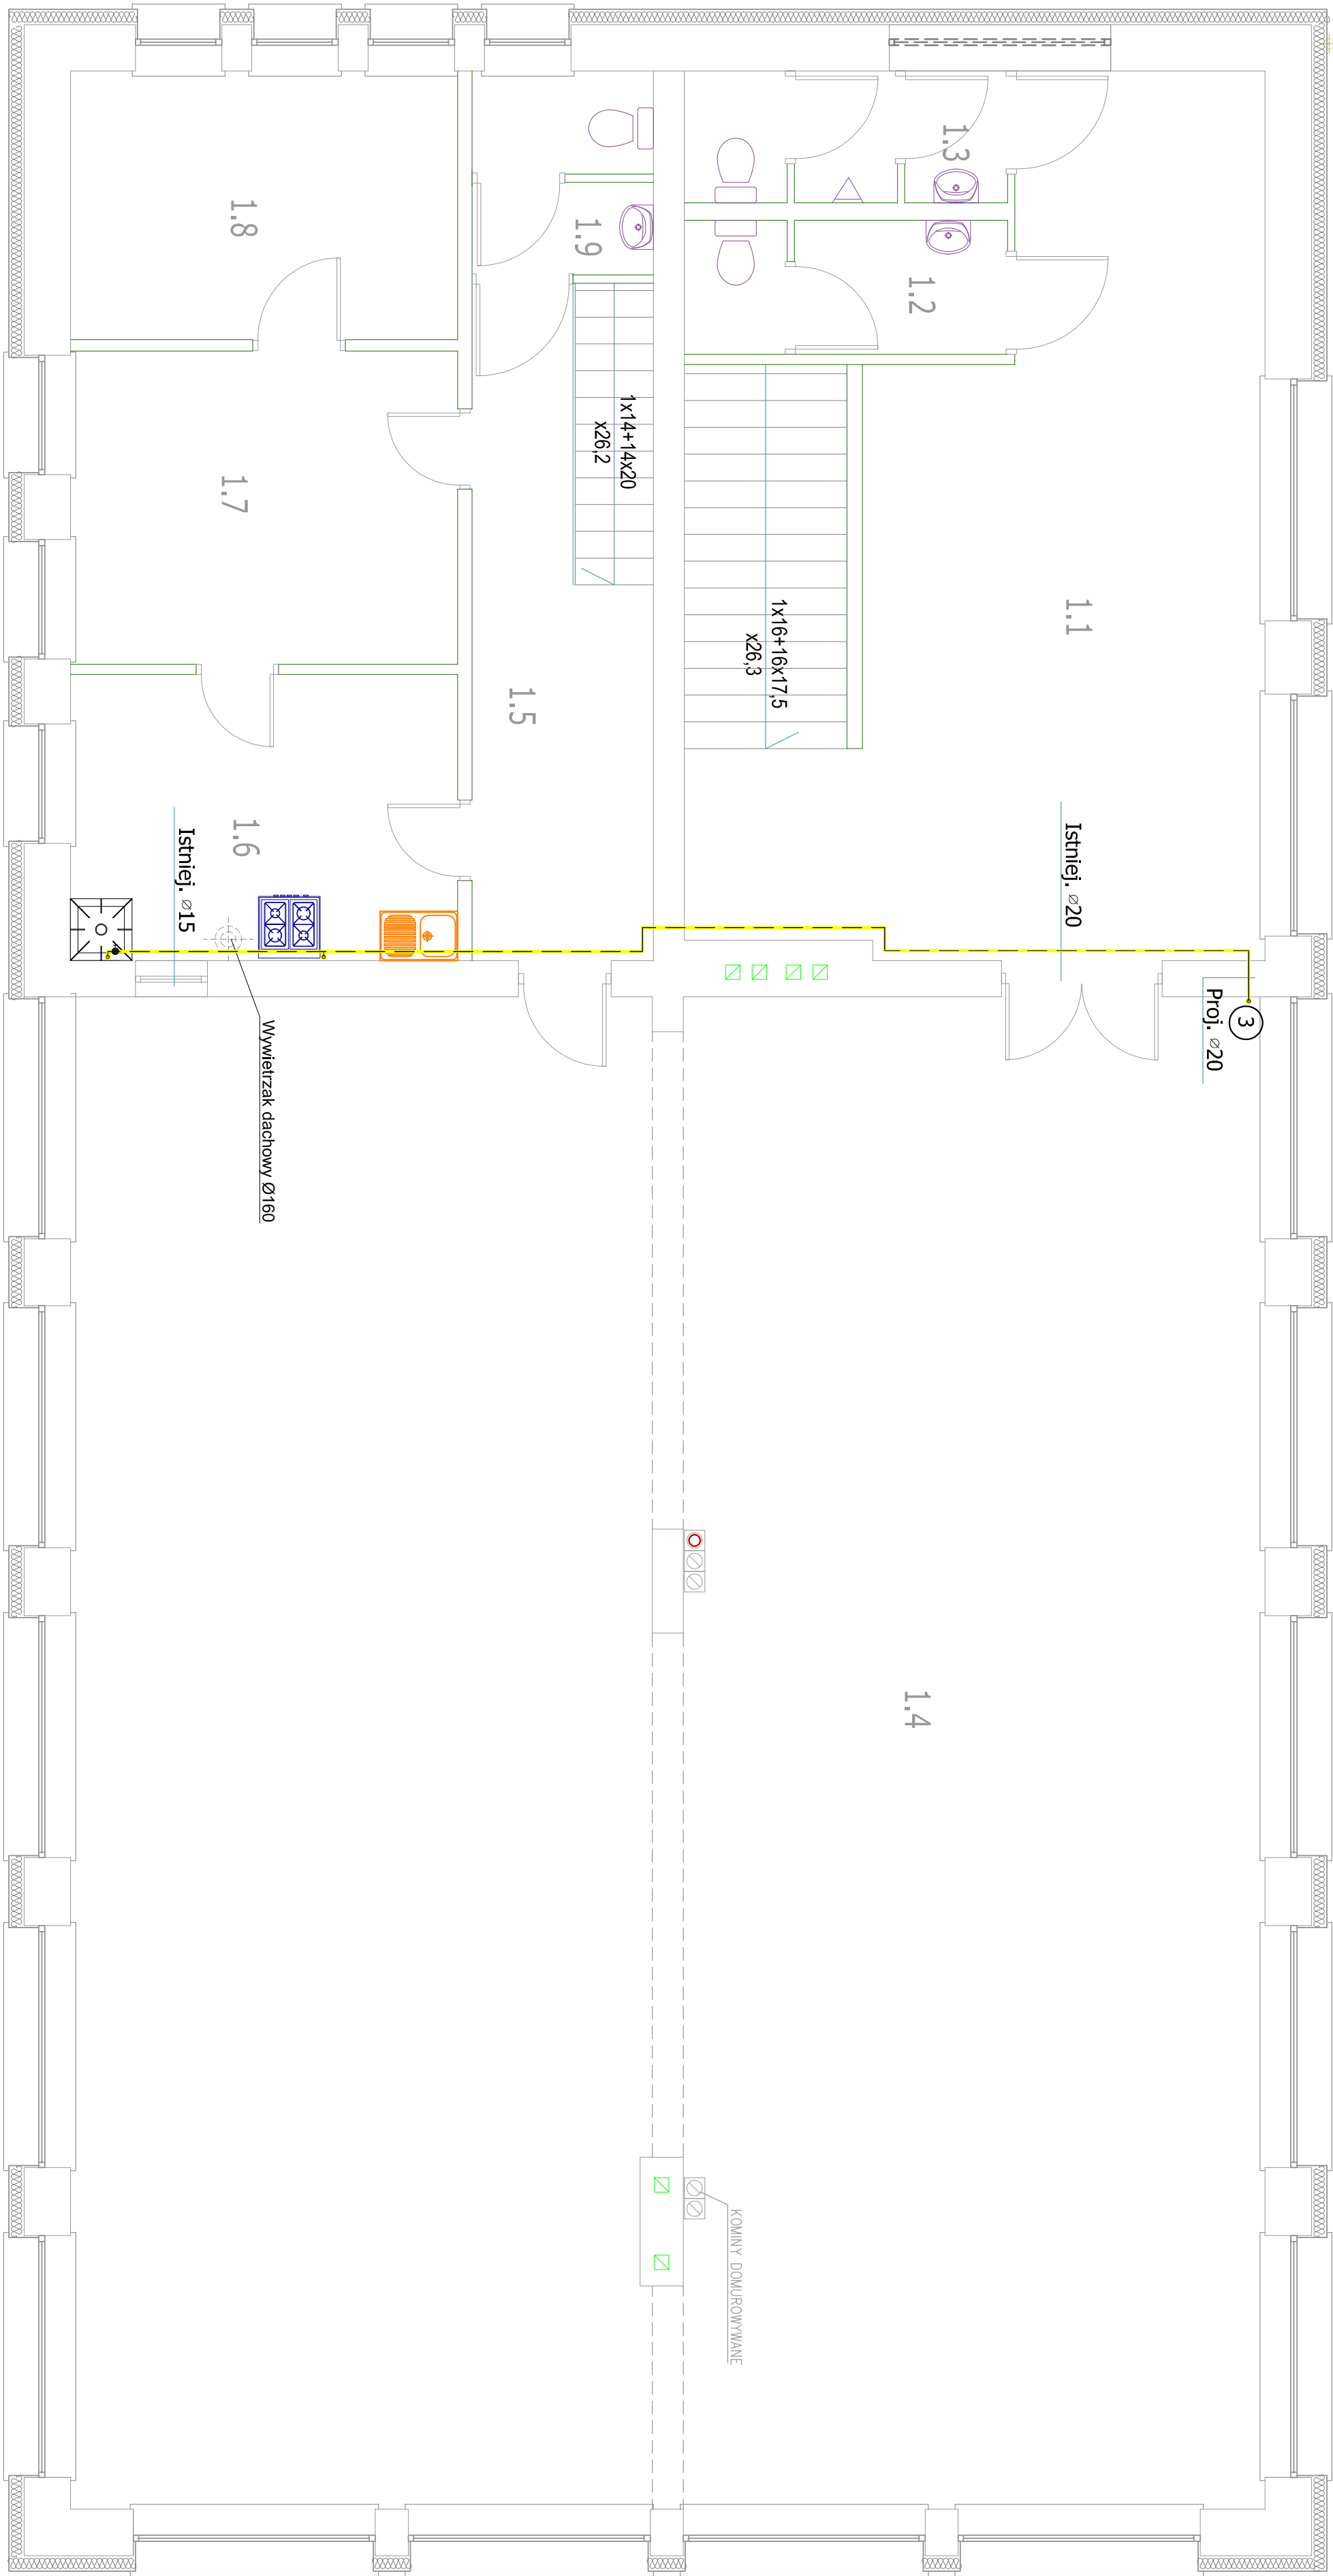 1.3
1.8
1.9
1.2
1x14+14x20
x26,2
1.7
1.1
1x16+16x17,5
x26,3
1.5
1.6
Istniej. ⌀15
Istniej. ⌀20
Proj. ⌀20
3
Wywietrzak dachowy Ø160
1.4
KOMINY DOMUROWYWANE